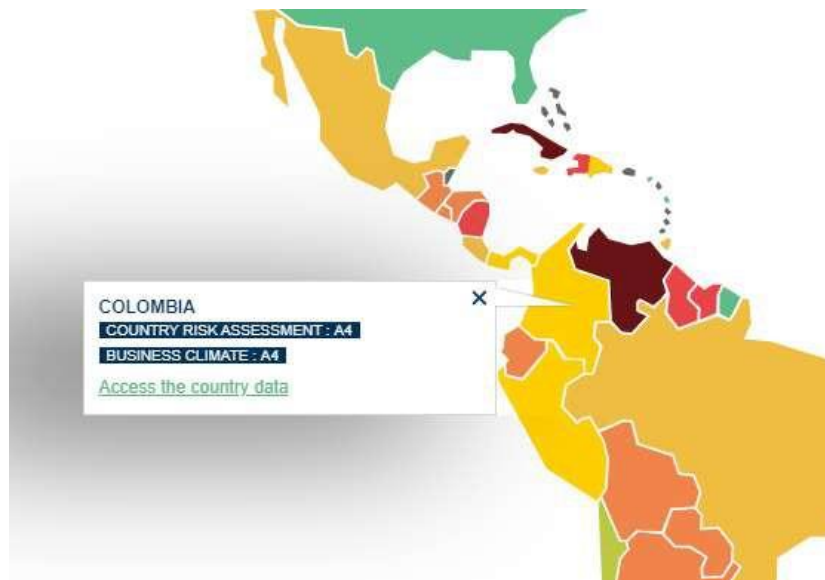 COLOMBIA
COUNTRY RISK ASSESSMENT : A4
BUSINESS CLIMATE : A4
Access the country data